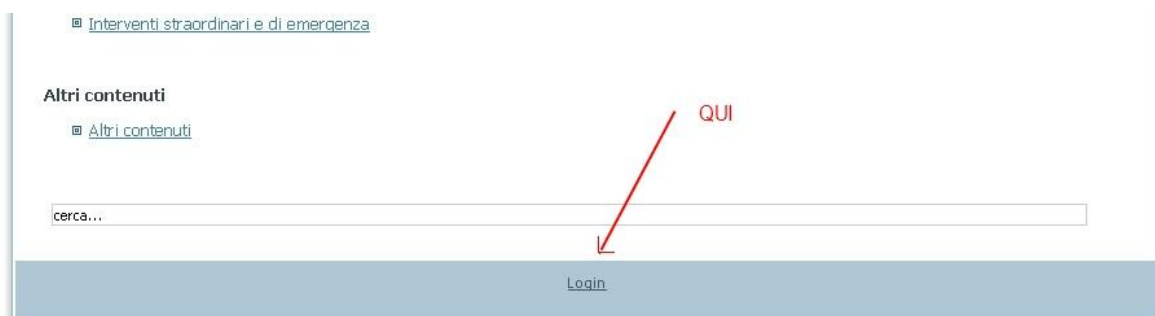 Interventi straordinari e di emergenza
Altri contenuti
Altri contenuti
QUI
cerca...
Login